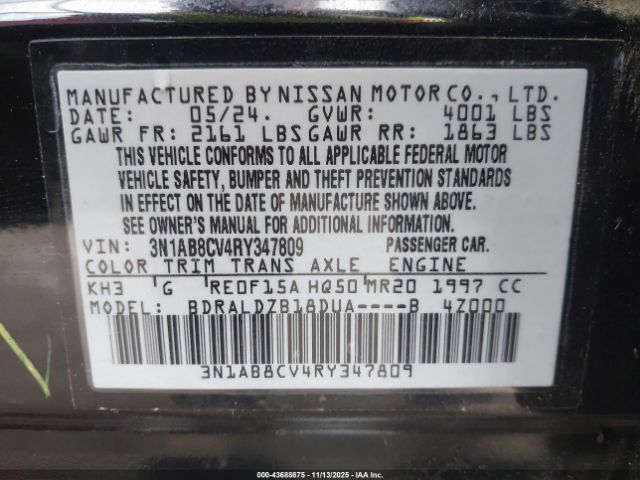 MANUFACTURED BY NISSAN MOTOR CO., LTD.
DATE: 05/24. GVWR: 4001 LBS
GAWR FR: 2161 LBS GAWR RR: 1863 LBS
THIS VEHICLE CONFORMS TO ALL APPLICABLE FEDERAL MOTOR
VEHICLE SAFETY, BUMPER AND THEFT PREVENTION STANDARDS
IN EFFECT ON THE DATE OF MANUFACTURE SHOWN ABOVE.
SEE OWNER'S MANUAL FOR ADDITIONAL INFORMATION.
VIN: 3N1AB8CV4RY347809 PASSENGER CAR.
COLOR TRIM TRANS AXLE ENGINE
KH3 G RE0F15A HQ50 MR20 1997 CC
MODEL: BDRALDZB18DUA----B 4Z000
3N1AB8CV4RY347809
000-43688875 - 11/13/2025 - IAA Inc.